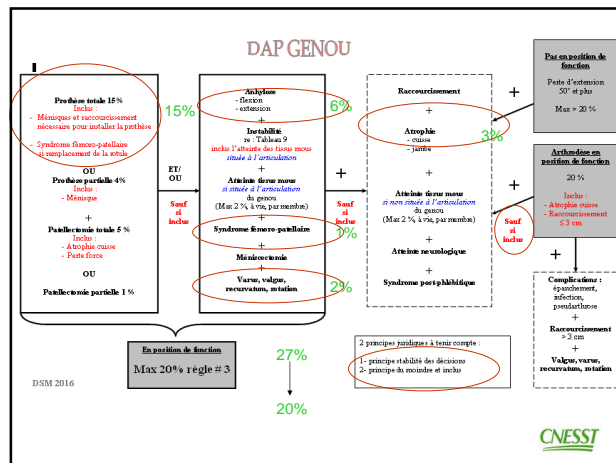 DAP GENOU
I
Prothèse totale 15%
Inclus :
- Ménisques et raccourcissement
nécessaire pour installer la prothèse
- Syndrome fémoro-patellaire
si remplacement de la rotule
OU
Prothèse partielle 4%
Inclus :
- Ménisque
+
Patellectomie totale 5 %
Inclus :
- Atrophie cuisse
- Perte force
OU
Patellectomie partielle 1 %
15%
ET/
OU
Sauf
si
inclus
Ankylose
- flexion
- extension
6%
+
Instabilité
re : Tableau 9
inclus l'atteinte des tissus mous
située à l'articulation
+
Atteinte tissus mous
si située à l'articulation
du genou
(Max 2 %, à vie, par membre)
+
Syndrome fémoro-patellaire
1%
+
Méniscectomie
+
Varus, valgus,
recurvatum, rotation
2%
+
Sauf
si
inclus
Raccourcissement
+
Atrophie
- cuisse
- jambe
3%
+
Atteinte tissus mous
si non située à l'articulation
du genou
(Max 2 %, à vie, par membre)
+
Atteinte neurologique
+
Syndrome post-phlébitique
+
+
Sauf
si
inclus
Pas en position de
fonction
Perte d'extension
50° et plus
Max > 20 %
Arthrodèse en
position de fonction
20 %
Inclus :
- Atrophie cuisse
- Raccourcissement
≤ 3 cm
+
Complications :
épanchement,
infection,
pseudarthrose
+
Raccourcissement
> 3 cm
+
Valgus, varus,
recurvatum, rotation
En position de fonction
Max 20% règle # 3
27%
20%
2 principes juridiques à tenir compte :
1- principe stabilité des décisions
2- principe du moindre et inclus
DSM 2016
CNESST